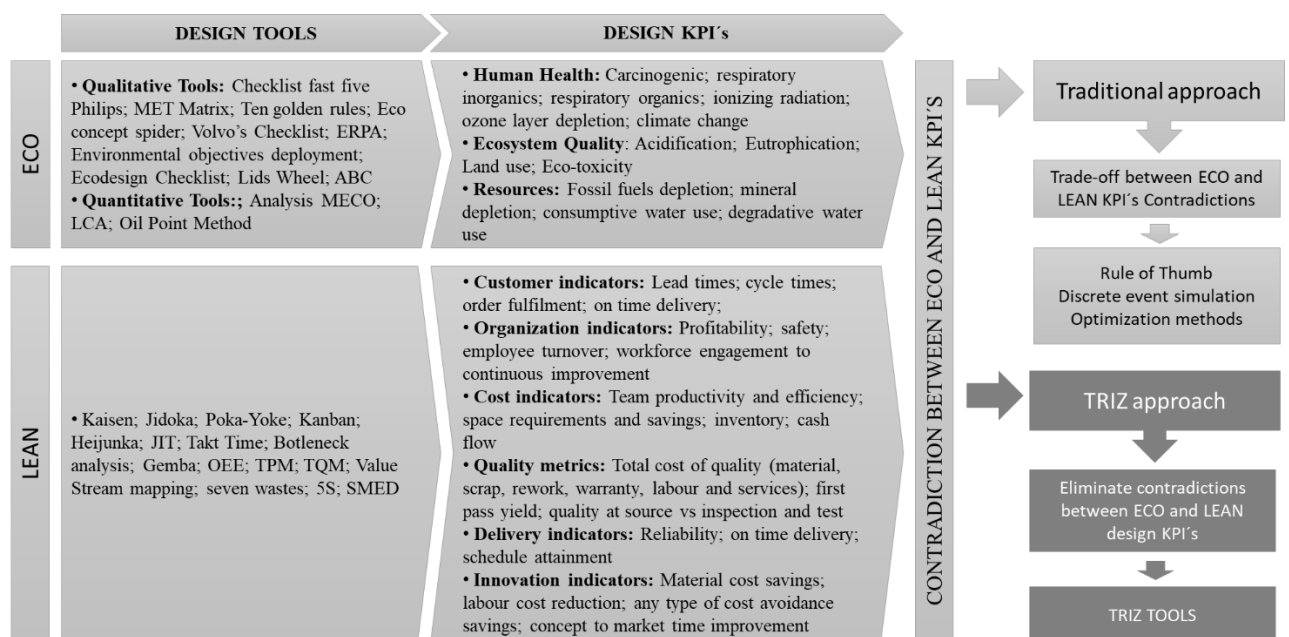 DESIGN TOOLS
DESIGN KPI´s
ECO
• Qualitative Tools: Checklist fast five
Philips; MET Matrix; Ten golden rules; Eco
concept spider; Volvo’s Checklist; ERPA;
Environmental objectives deployment;
Ecodesign Checklist; Lids Wheel; ABC
• Quantitative Tools:; Analysis MECO;
LCA; Oil Point Method
• Human Health: Carcinogenic; respiratory
inorganics; respiratory organics; ionizing radiation;
ozone layer depletion; climate change
• Ecosystem Quality: Acidification; Eutrophication;
Land use; Eco-toxicity
• Resources: Fossil fuels depletion; mineral
depletion; consumptive water use; degradative water
use
LEAN
• Kaisen; Jidoka; Poka-Yoke; Kanban;
Heijunka; JIT; Takt Time; Botleneck
analysis; Gemba; OEE; TPM; TQM; Value
Stream mapping; seven wastes; 5S; SMED
• Customer indicators: Lead times; cycle times;
order fulfilment; on time delivery;
• Organization indicators: Profitability; safety;
employee turnover; workforce engagement to
continuous improvement
• Cost indicators: Team productivity and efficiency;
space requirements and savings; inventory; cash
flow
• Quality metrics: Total cost of quality (material,
scrap, rework, warranty, labour and services); first
pass yield; quality at source vs inspection and test
• Delivery indicators: Reliability; on time delivery;
schedule attainment
• Innovation indicators: Material cost savings;
labour cost reduction; any type of cost avoidance
savings; concept to market time improvement
CONTRADICTION BETWEEN ECO AND LEAN KPI´S
Traditional approach
Trade-off between ECO and
LEAN KPI´s Contradictions
Rule of Thumb
Discrete event simulation
Optimization methods
TRIZ approach
Eliminate contradictions
between ECO and LEAN
design KPI´s
TRIZ TOOLS